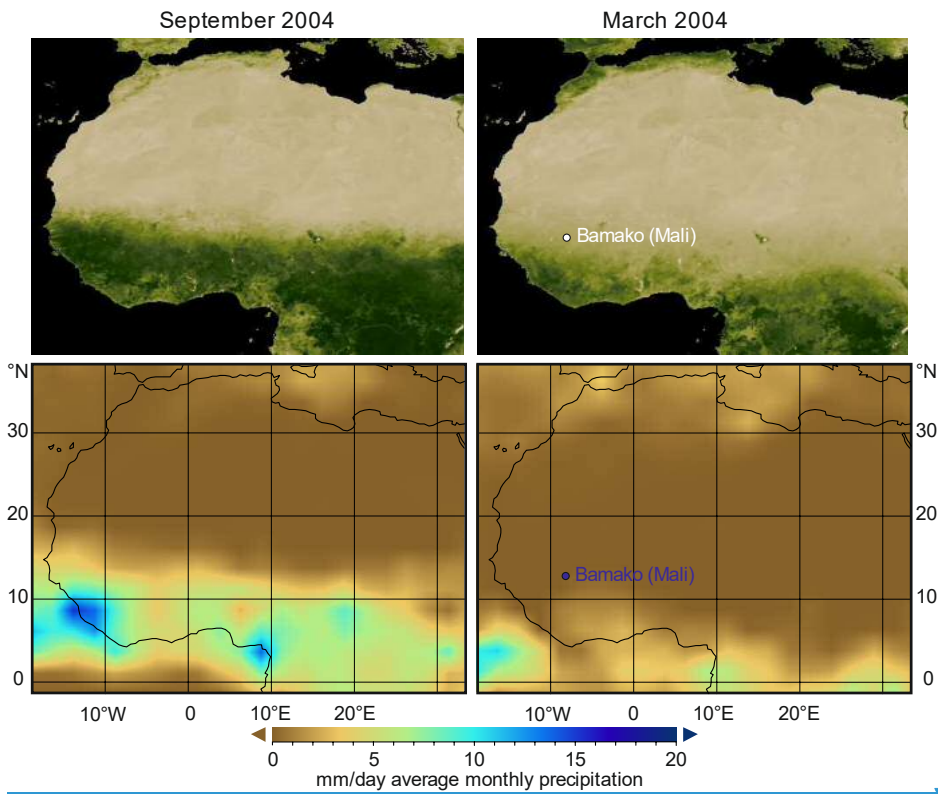 September 2004
March 2004
Bamako (Mali)
°N
°N
30
30
20
20
Bamako (Mali)
10
10
0
0
10°W
0
10°E
20°E
10°W
0
10°E
20°E
0
5
10
15
20
mm/day average monthly precipitation